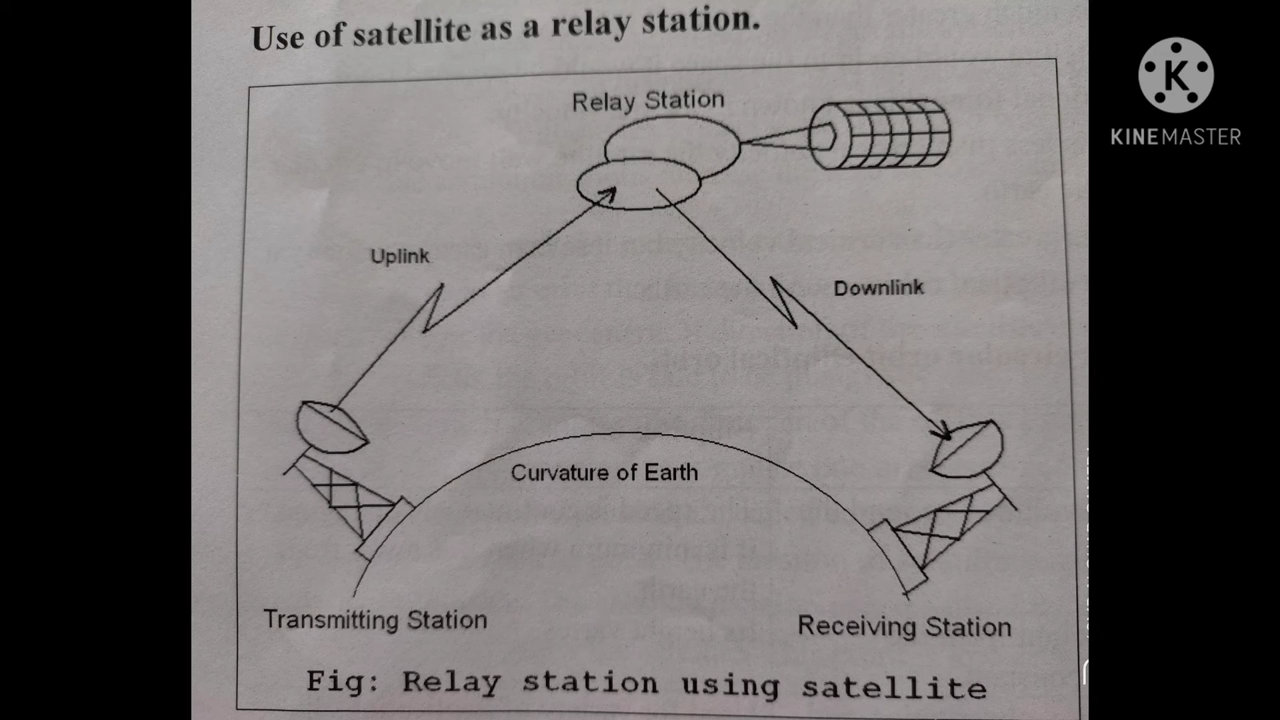 Use of satellite as a relay station.
Relay Station
Uplink
Downlink
Curvature of Earth
Transmitting Station
Receiving Station
Fig: Relay station using satellite
K
KINEMASTER